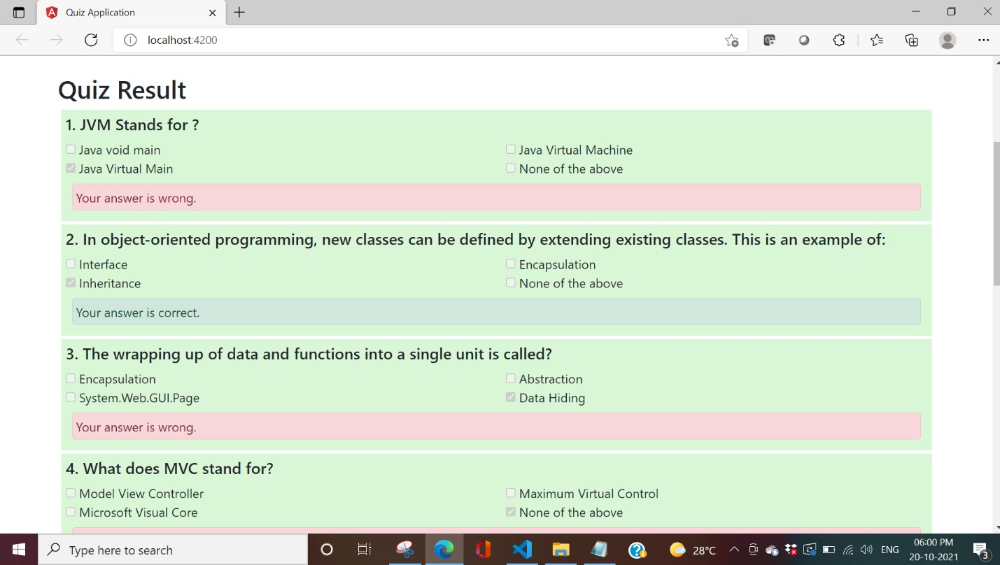 Quiz Application
localhost:4200
Quiz Result
1. JVM Stands for ?
Java void main Java Virtual Machine
Java Virtual Main None of the above
Your answer is wrong.
2. In object-oriented programming, new classes can be defined by extending existing classes. This is an example of:
Interface Encapsulation
Inheritance None of the above
Your answer is correct.
3. The wrapping up of data and functions into a single unit is called?
Encapsulation Abstraction
System.Web.GUI.Page Data Hiding
Your answer is wrong.
4. What does MVC stand for?
Model View Controller Maximum Virtual Control
Microsoft Visual Core None of the above
Type here to search 28°C ENG 06:00 PM
20-10-2021 3